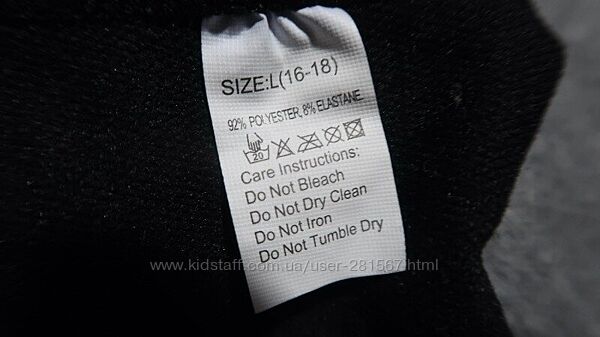 SIZE:L(16-18)
92% POLYESTER, 8% ELASTANE
20
Care Instructions:
Do Not Bleach
Do Not Dry Clean
Do Not Iron
Do Not Tumble Dry
www.kidstaff.com.ua/user-281567.html